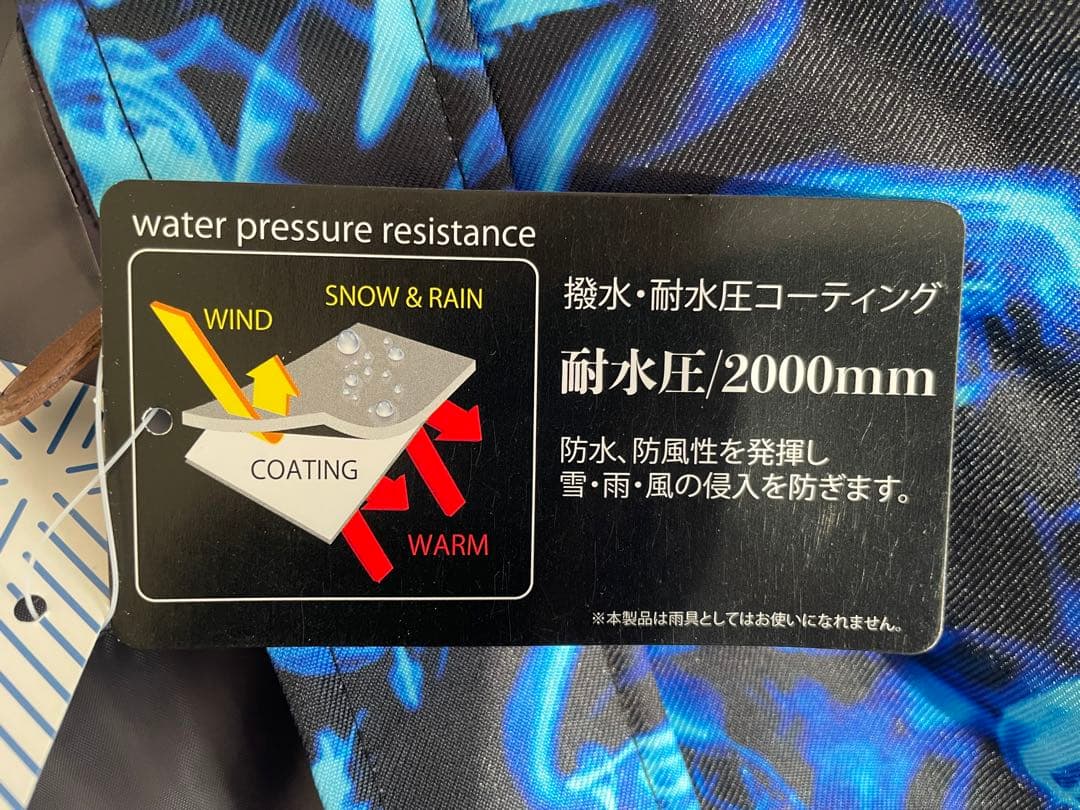 water pressure resistance
WIND
SNOW & RAIN
COATING
WARM
撥水・耐水圧コーティング
耐水圧/2000mm
防水、防風性を発揮し
雪・雨・風の侵入を防ぎます。
※本製品は雨具としてはお使いになれません。